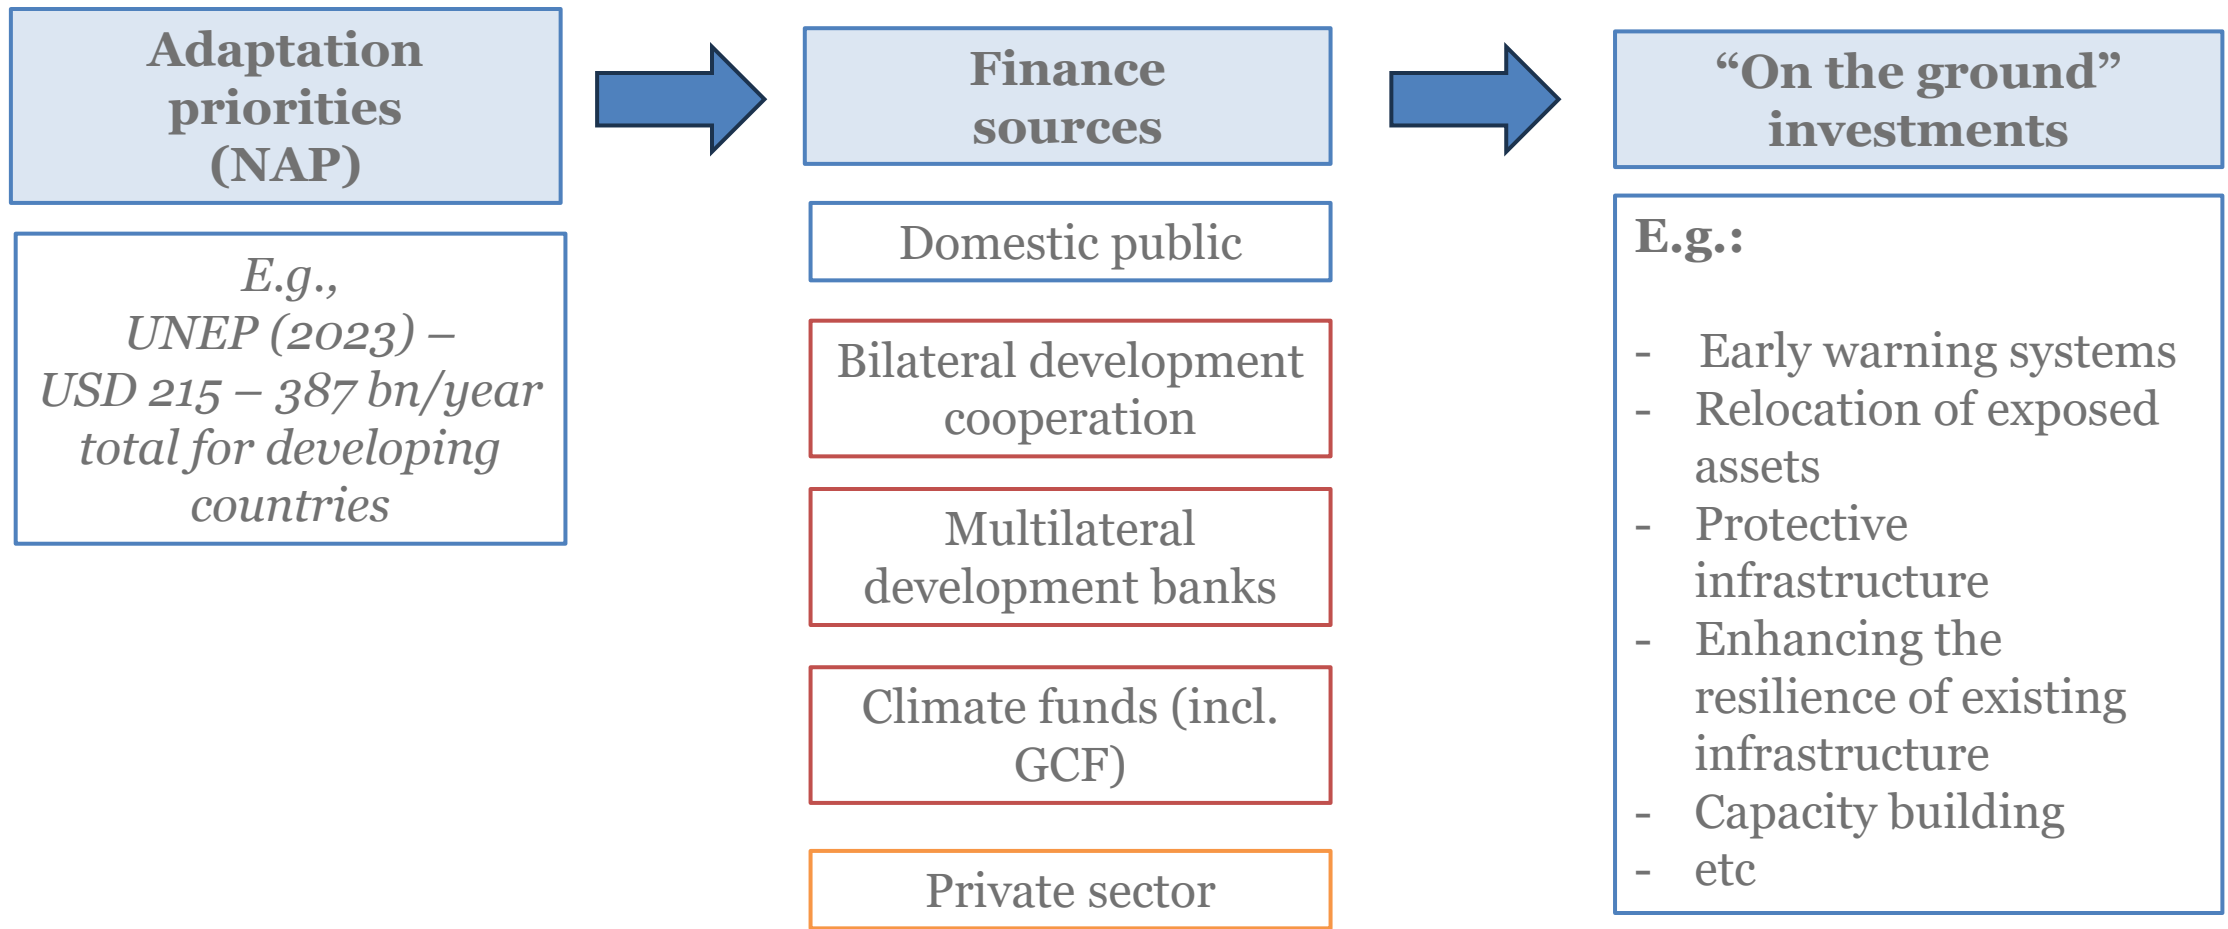 Adaptation
priorities
(NAP)
E.g.,
UNEP (2023) –
USD 215 – 387 bn/year
total for developing
countries
Finance
sources
Domestic public
Bilateral development
cooperation
Multilateral
development banks
Climate funds (incl.
GCF)
Private sector
“On the ground”
investments
E.g.:
- Early warning systems
- Relocation of exposed
assets
- Protective
infrastructure
- Enhancing the
resilience of existing
infrastructure
- Capacity building
- etc